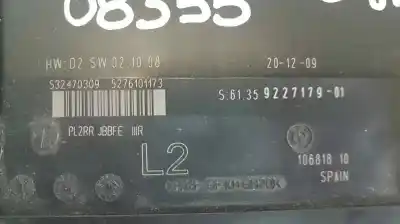 08355
HW:02 SW 02.10.08 20-12-09
S32470309 5276101173
S:61.35 9227179-01
PL2RR JBBFE IIIR
L2
106818 10
SPAIN